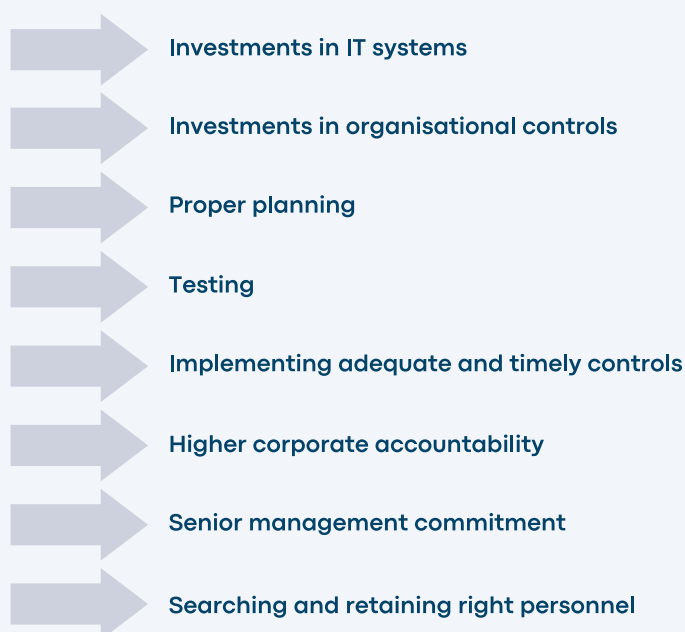 Investments in IT systems
Investments in organisational controls
Proper planning
Testing
Implementing adequate and timely controls
Higher corporate accountability
Senior management commitment
Searching and retaining right personnel